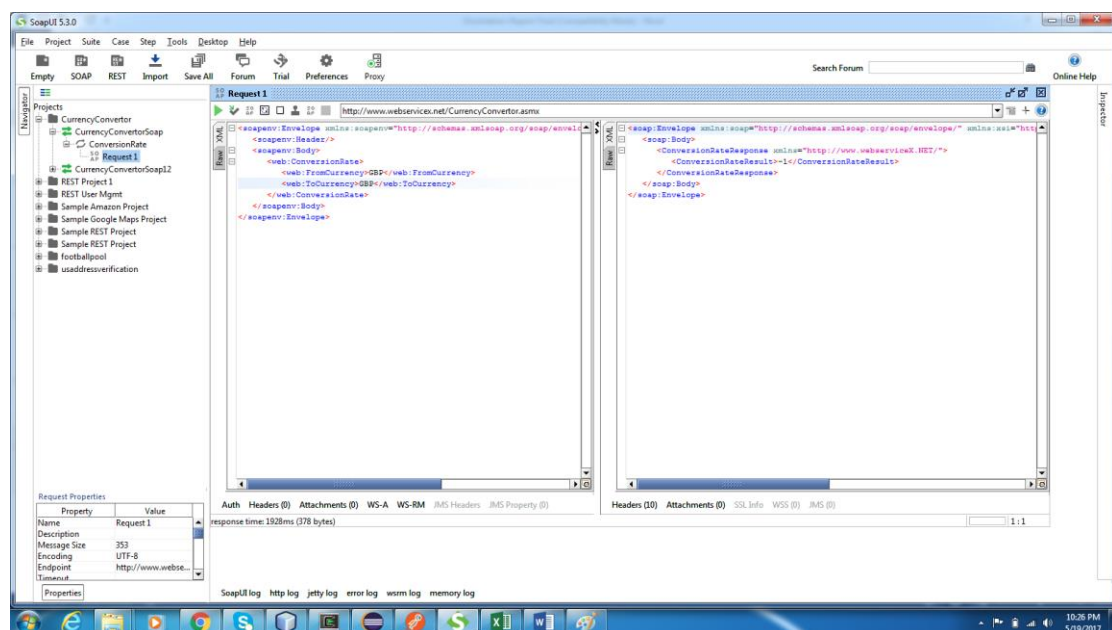 SoapUI 5.3.0
File Project Suite Case Step Tools Desktop Help
Empty SOAP REST Import Save All Forum Trial Preferences Proxy Search Forum Online Help
Navigator
Projects
CurrencyConvertor
CurrencyConvertorSoap
ConversionRate
Request 1
CurrencyConvertorSoap12
REST Project 1
REST User Mgmt
Sample Amazon Project
Sample Google Maps Project
Sample REST Project
Sample REST Project
footballpool
usaddressverification
Request Properties
Property Value
Name Request 1
Description
Message Size 353
Encoding UTF-8
Endpoint http://www.webse...
Timeout
Properties
Request 1
http://www.webservicex.net/CurrencyConvertor.asmx
XML
Raw
<soapenv:Envelope xmlns:soapenv="http://schemas.xmlsoap.org/soap/envelo
<soapenv:Header/>
<soapenv:Body>
<web:ConversionRate>
<web:FromCurrency>GBP</web:FromCurrency>
<web:ToCurrency>GBP</web:ToCurrency>
</web:ConversionRate>
</soapenv:Body>
</soapenv:Envelope>
Auth Headers (0) Attachments (0) WS-A WS-RM JMS Headers JMS Property (0)
response time: 1928ms (378 bytes)
XML
Raw
<soap:Envelope xmlns:soap="http://schemas.xmlsoap.org/soap/envelope/" xmlns:xsi="htt
<soap:Body>
<ConversionRateResponse xmlns="http://www.webserviceX.NET/">
<ConversionRateResult>-1</ConversionRateResult>
</ConversionRateResponse>
</soap:Body>
</soap:Envelope>
Headers (10) Attachments (0) SSL Info WSS (0) JMS (0)
1:1
Inspector
SoapUI log http log jetty log error log wsrm log memory log
10:26 PM
5/19/2017